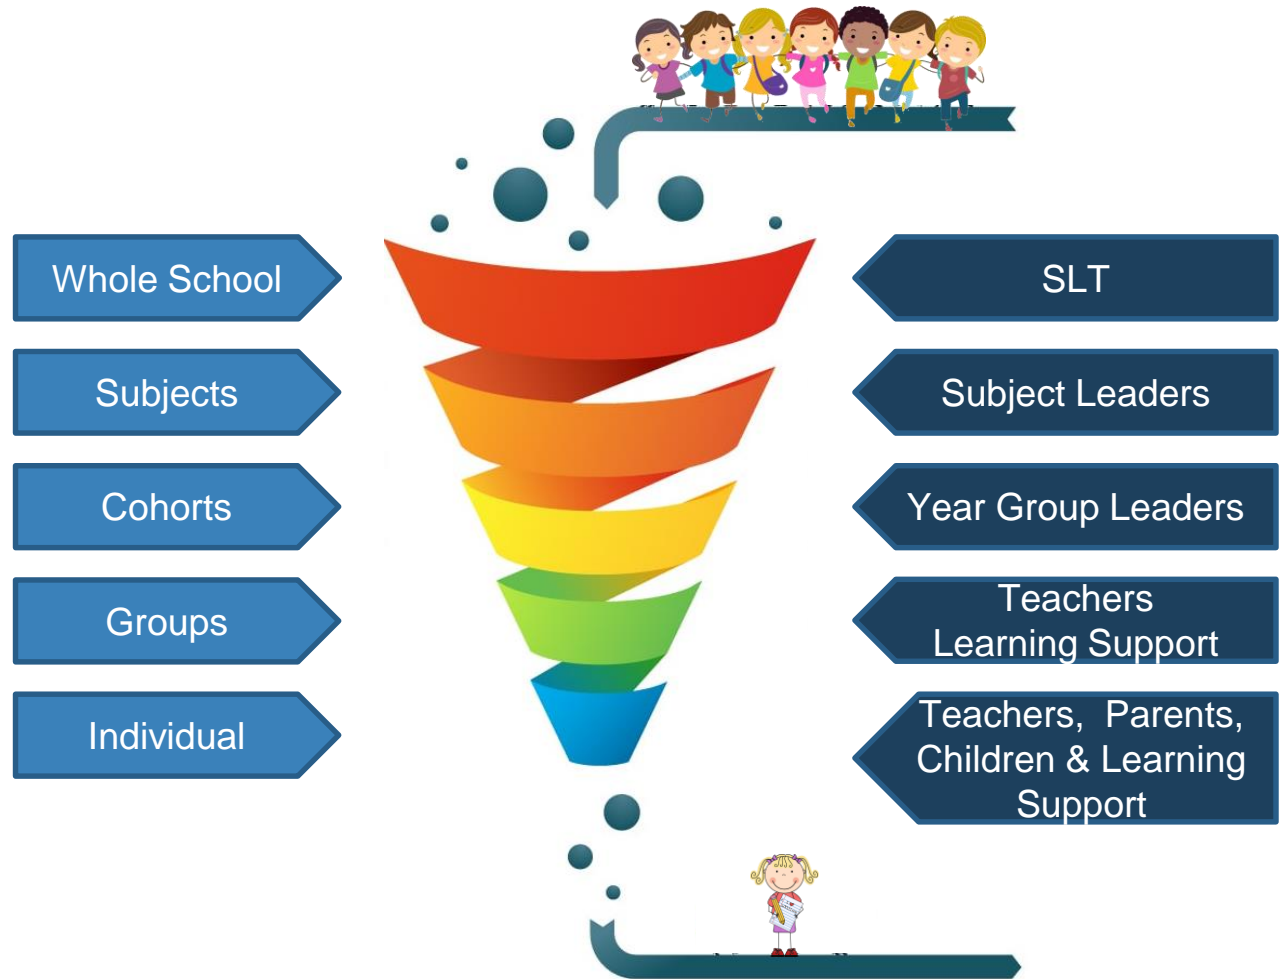 Whole School
SLT
Subjects
Subject Leaders
Cohorts
Year Group Leaders
Groups
Teachers
Learning Support
Individual
Teachers,  Parents,
Children & Learning
Support